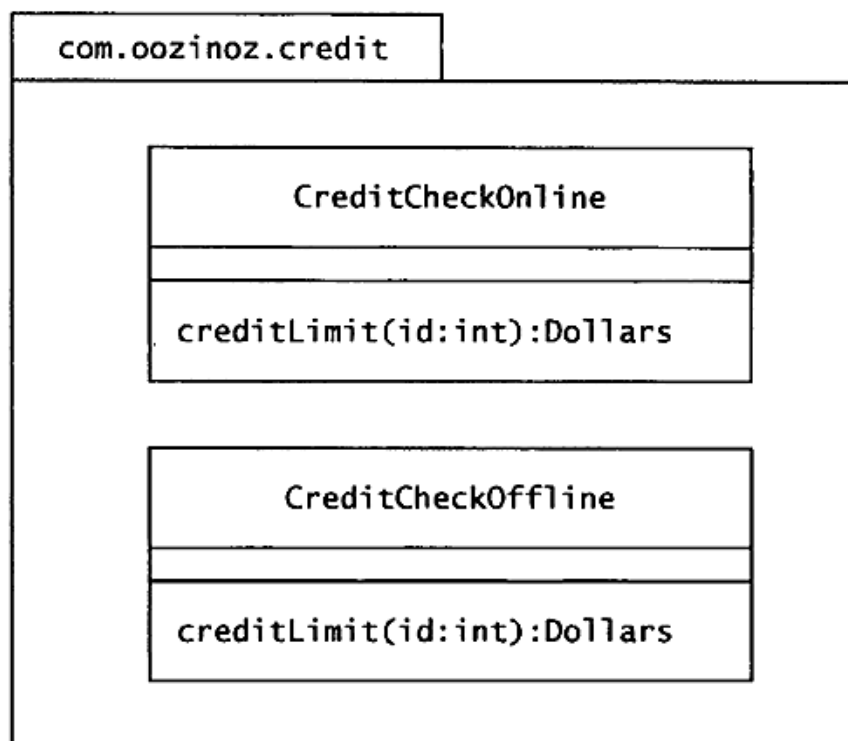 com.oozinoz.credit
CreditCheckOnline
creditLimit(id:int):Dollars
CreditCheckOffline
creditLimit(id:int):Dollars